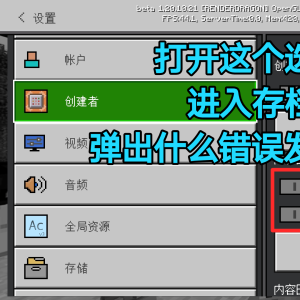 beta 1.20.10.21 [RENDERDRAGON] OpenG
设置
FPS:44.1, ServerTime:0.0, Mem:428,
帐户
打开这个选
创
创建者
进入存档
视频
弹出什么错误发
音频
Ac
全局资源
存储
内容日